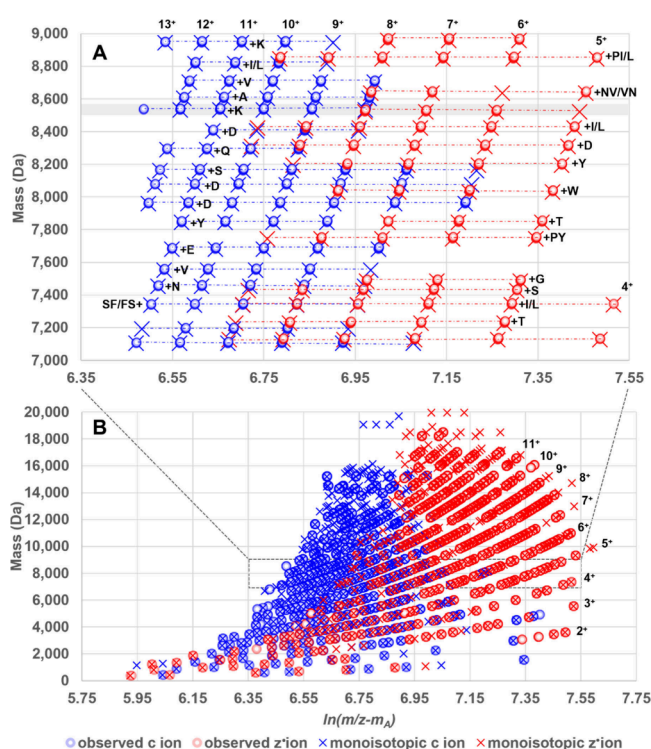 13⁺ 12⁺ 11⁺ 10⁺ 9⁺ 8⁺ 7⁺ 6⁺
9,000
A
+K
5⁺
8,800
+I/L
+PI/L
+V
8,600
+A
+NV/VN
+K
8,400
+D
+I/L
+Q
+D
8,200
+S
+Y
+D
8,000
+D
+W
+Y
+T
7,800
+PY
+E
7,600
+V
+G
+N
+S
7,400
SF/FS+
+I/L
4⁺
7,200
+T
7,000
6.35 6.55 6.75 6.95 7.15 7.35 7.55
Mass (Da)
20,000
B
18,000
11⁺
16,000
10⁺
9⁺
8⁺
14,000
7⁺
12,000
6⁺
10,000
5⁺
8,000
4⁺
6,000
3⁺
4,000
2⁺
2,000
0
5.75 5.95 6.15 6.35 6.55 6.75 6.95 7.15 7.35 7.55 7.75
Mass (Da)
ln(m/z-mA)
observed c ion observed z•ion monoisotopic c ion monoisotopic z•ion